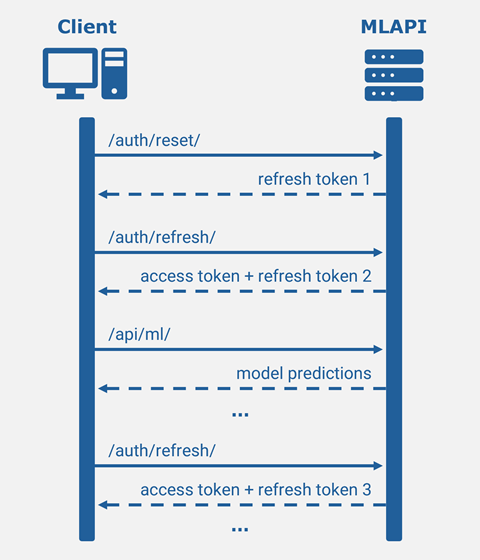 Client
MLAPI
/auth/reset/
refresh token 1
/auth/refresh/
access token + refresh token 2
/api/ml/
model predictions
...
/auth/refresh/
access token + refresh token 3
...